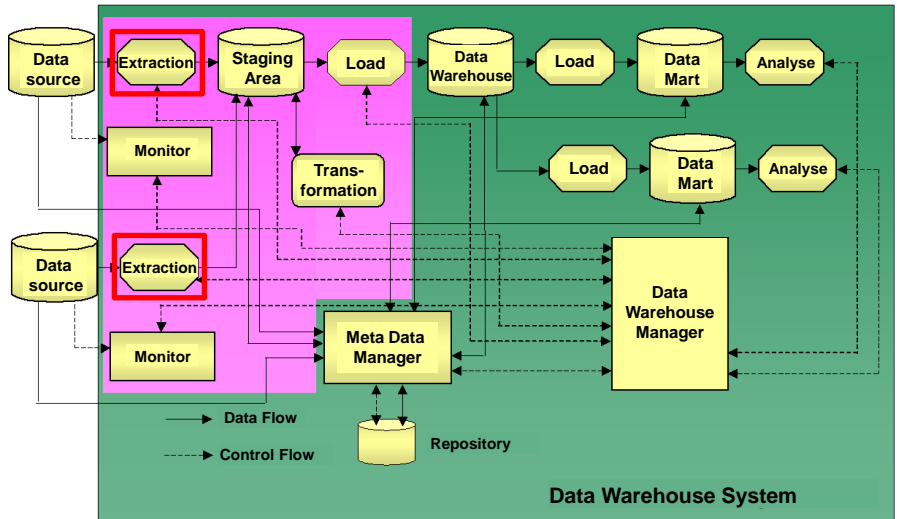 Data
source
Extraction
Staging
Area
Load
Data
Warehouse
Load
Data
Mart
Analyse
Monitor
Trans-
formation
Load
Data
Mart
Analyse
Data
source
Extraction
Monitor
Meta Data
Manager
Data
Warehouse
Manager
Data Flow
Control Flow
Repository
Data Warehouse System